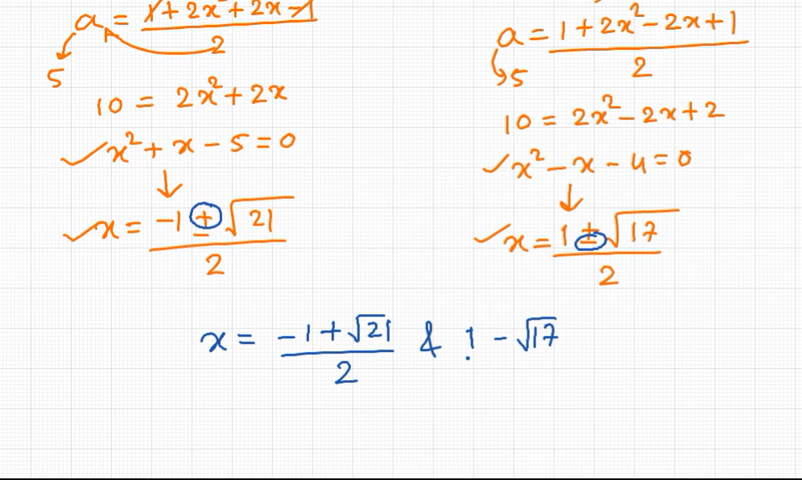 a = 1 + 2x² + 2x - 1 / 2
5
10 = 2x² + 2x
✓ x² + x - 5 = 0
↓
✓ x = -1 ± √21 / 2
a = 1 + 2x² - 2x + 1 / 2
5
10 = 2x² - 2x + 2
✓ x² - x - 4 = 0
↓
✓ x = 1 ± √17 / 2
x = -1 + √21 / 2 & 1 - √17